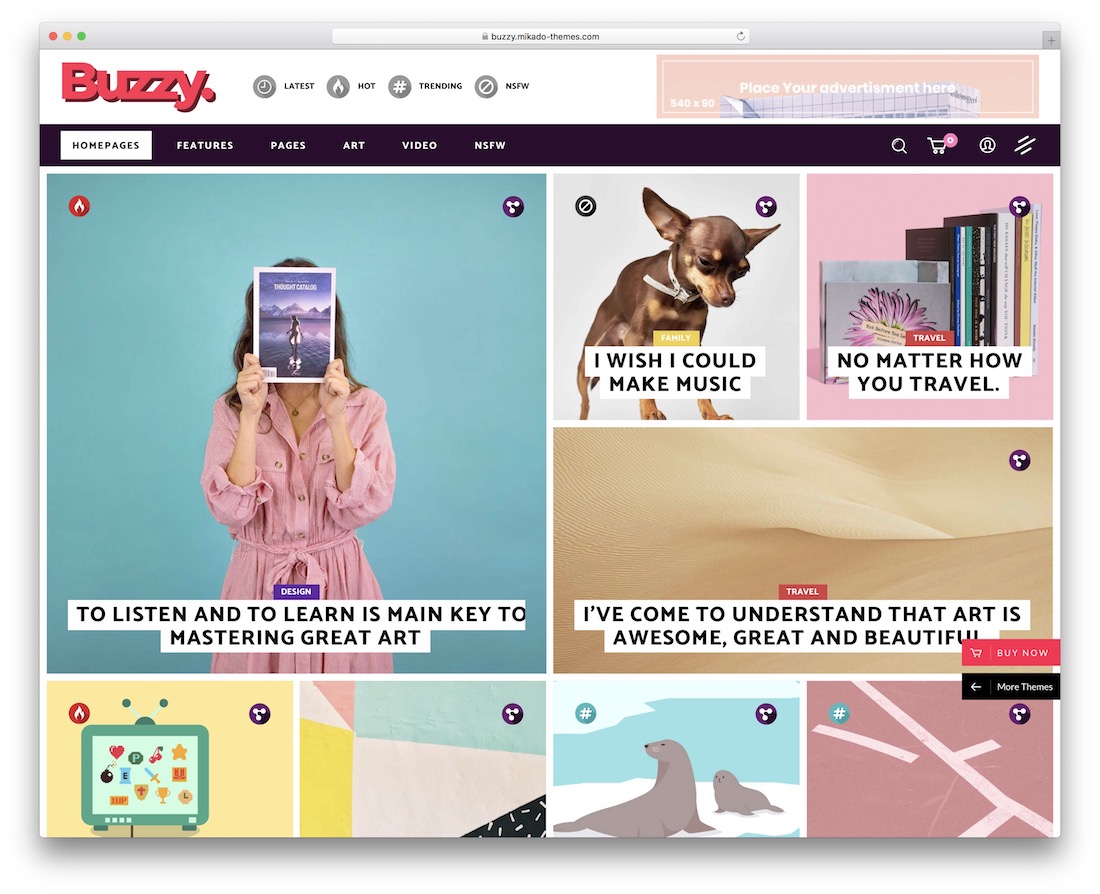 buzzy.mikado-themes.com
Buzzy.
LATEST
HOT
TRENDING
NSFW
Place Your advertisment here
540 x 90
HOMEPAGES
FEATURES
PAGES
ART
VIDEO
NSFW
0
THOUGHT CATALOG
DESIGN
TO LISTEN AND TO LEARN IS MAIN KEY TO
MASTERING GREAT ART
FAMILY
I WISH I COULD
MAKE MUSIC
TRAVEL
NO MATTER HOW
YOU TRAVEL.
TRAVEL
I'VE COME TO UNDERSTAND THAT ART IS
AWESOME, GREAT AND BEAUTIFUL
BUY NOW
More Themes
P
E
1UP